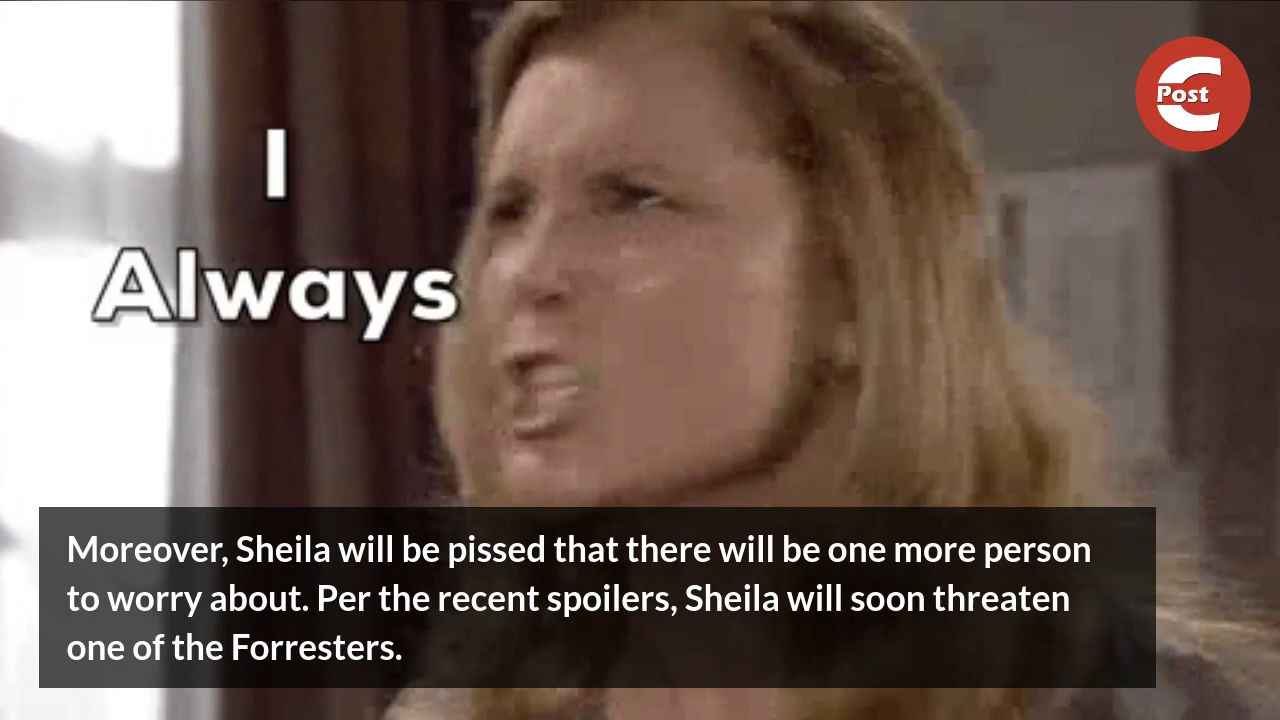 Post
I
Always
Moreover, Sheila will be pissed that there will be one more person
to worry about. Per the recent spoilers, Sheila will soon threaten
one of the Forresters.